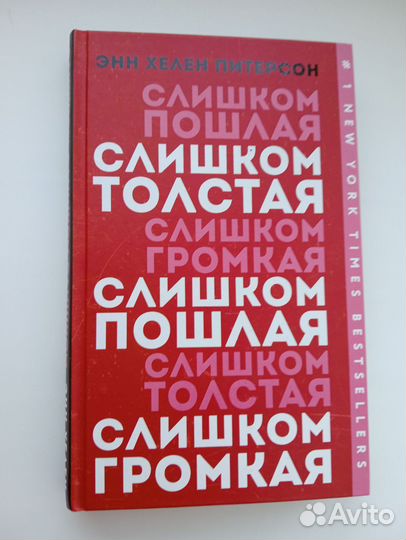 ЭНН ХЕЛЕН ПИТЕРСОН
СЛИШКОМ
ПОШЛАЯ
СЛИШКОМ
ТОЛСТАЯ
СЛИШКОМ
ГРОМКАЯ
СЛИШКОМ
ПОШЛАЯ
СЛИШКОМ
ТОЛСТАЯ
СЛИШКОМ
ГРОМКАЯ
# 1 NEW YORK TIMES BESTSELLERS
Avito